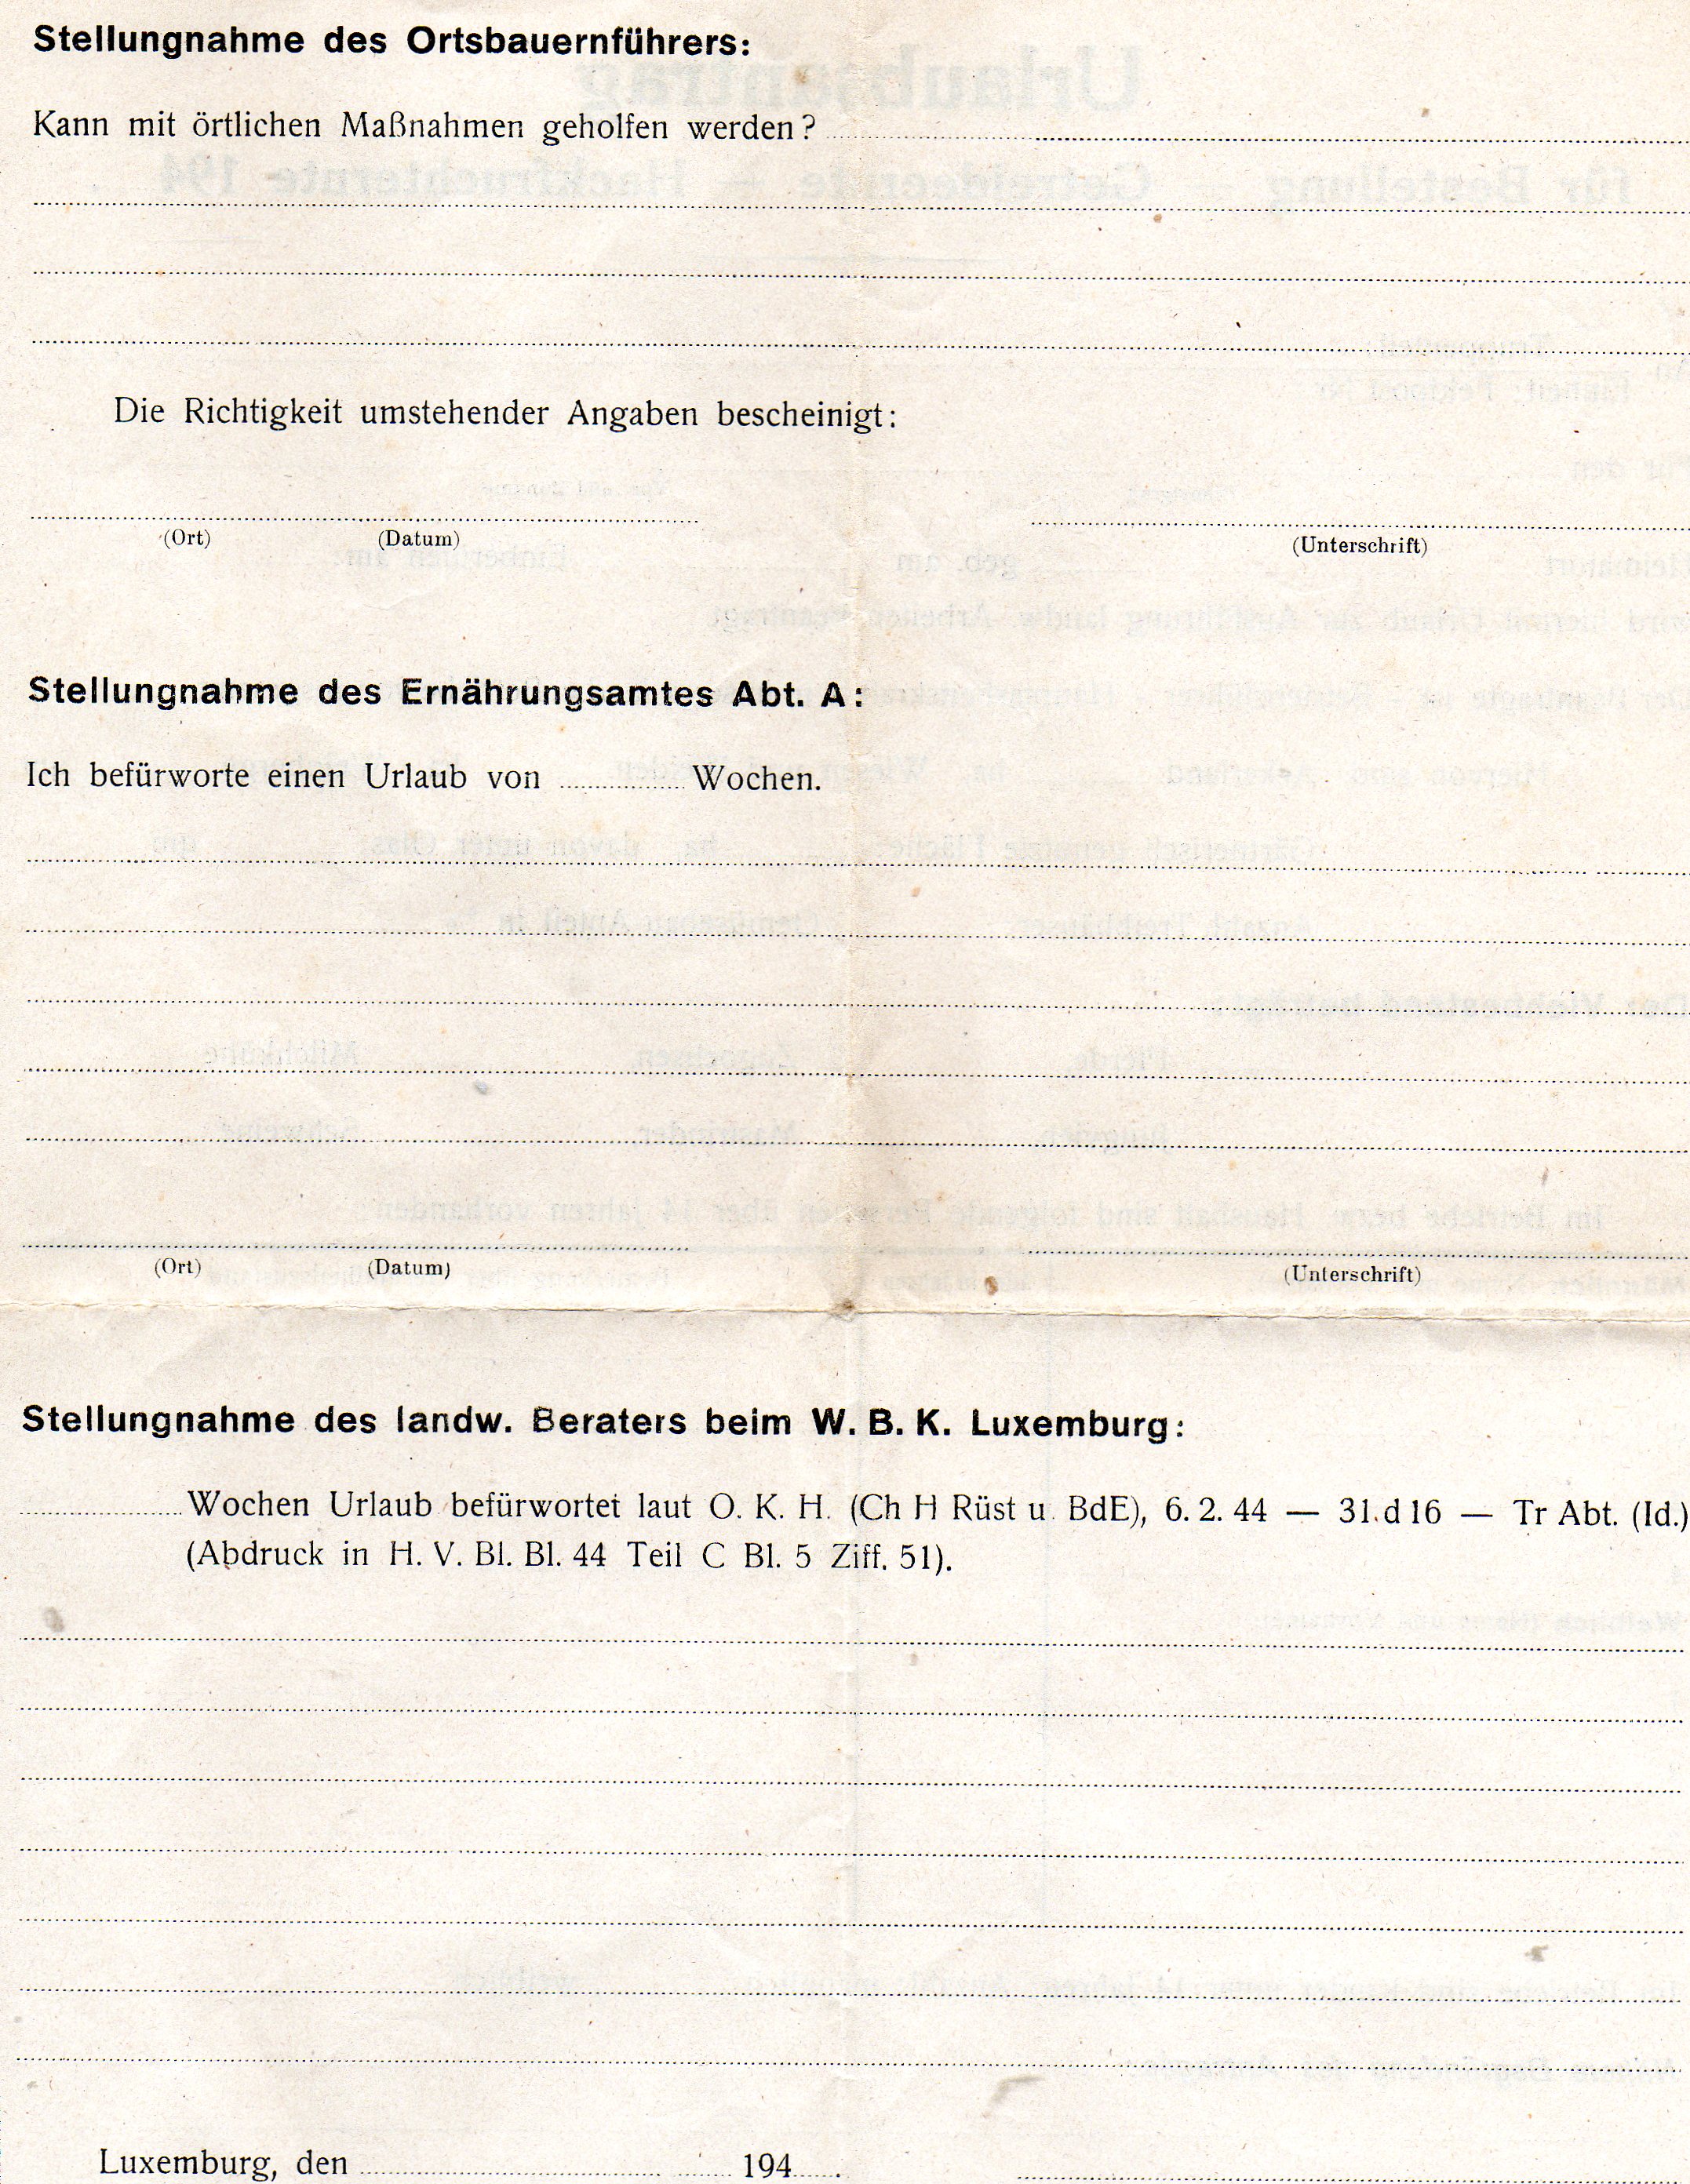 Stellungnahme des Ortsbauernführers:
Kann mit örtlichen Maßnahmen geholfen werden?
Die Richtigkeit umstehender Angaben bescheinigt:
(Ort) (Datum) (Unterschrift)
Stellungnahme des Ernährungsamtes Abt. A:
Ich befürworte einen Urlaub von Wochen.
(Ort) (Datum) (Unterschrift)
Stellungnahme des landw. Beraters beim W. B. K. Luxemburg:
Wochen Urlaub befürwortet laut O. K. H. (Ch H Rüst u. BdE), 6. 2. 44 — 31. d 16 — Tr Abt. (Id.)
(Abdruck in H. V. Bl. Bl. 44 Teil C Bl. 5 Ziff. 51).
Luxemburg, den 194 .